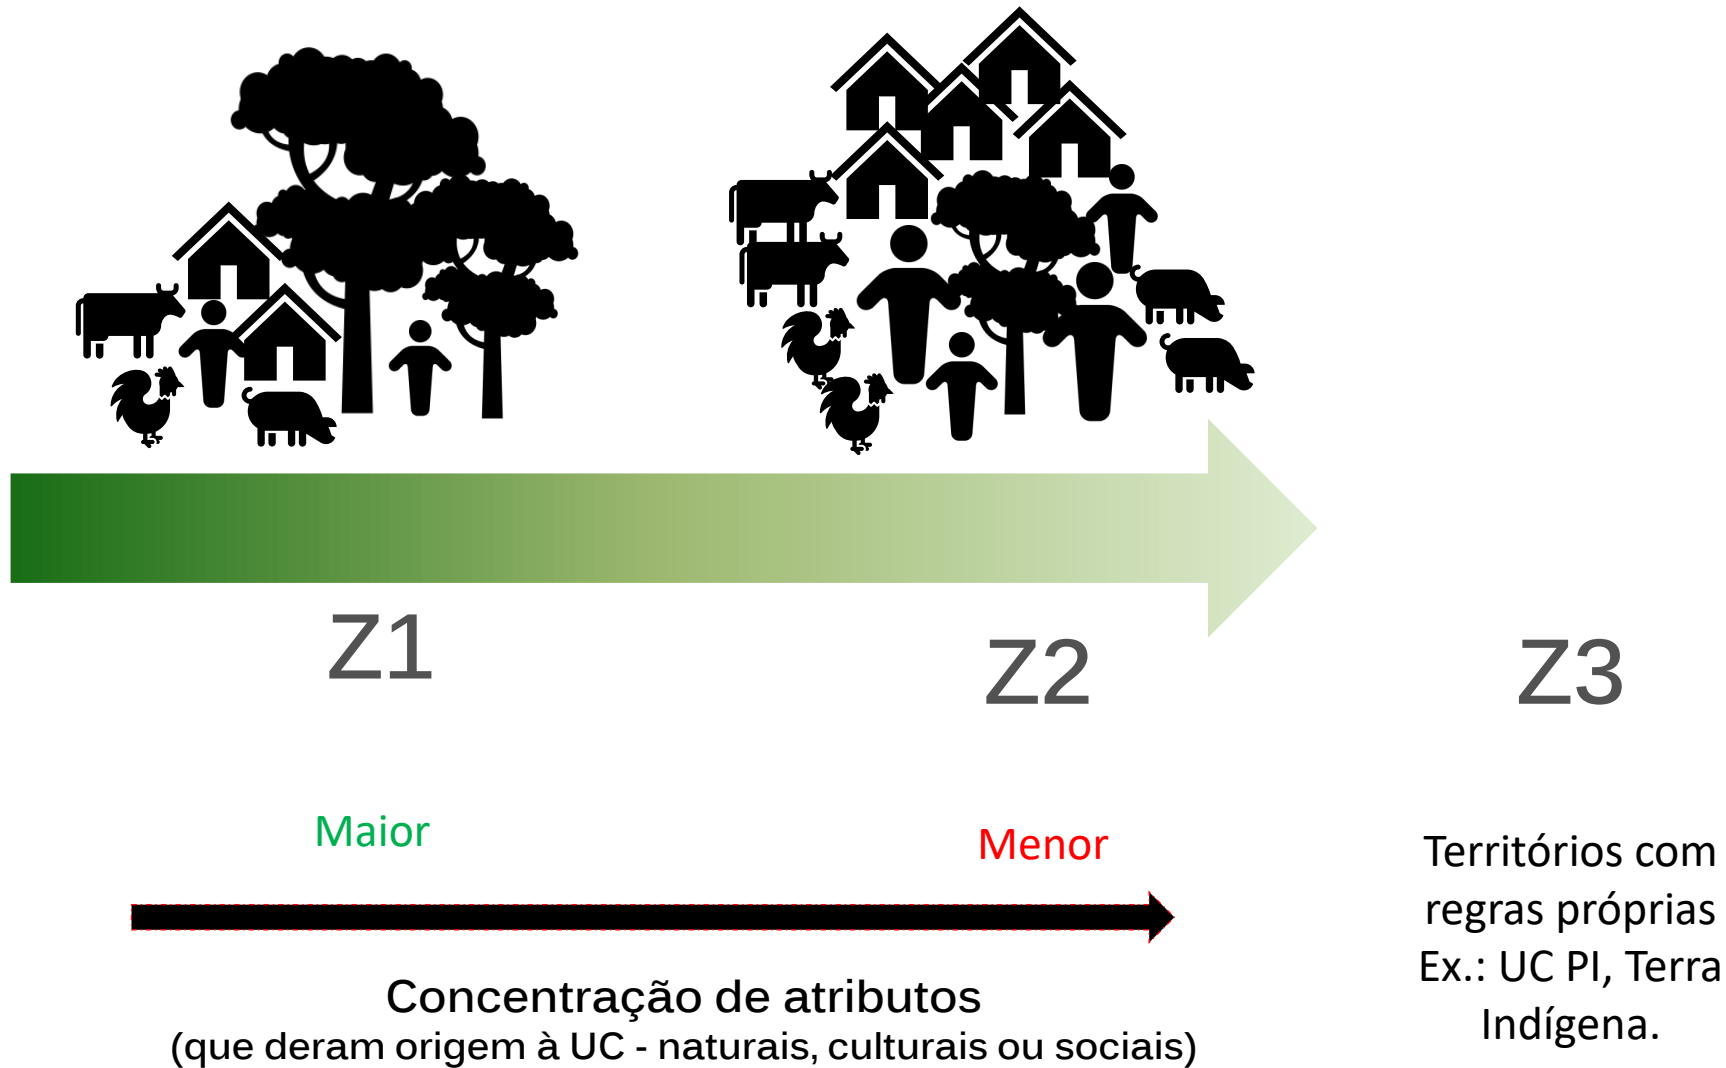 Z1
Z2
Z3
Maior
Menor
Concentração de atributos
(que deram origem à UC - naturais, culturais ou sociais)
Territórios com
regras próprias
Ex.: UC PI, Terra
Indígena.